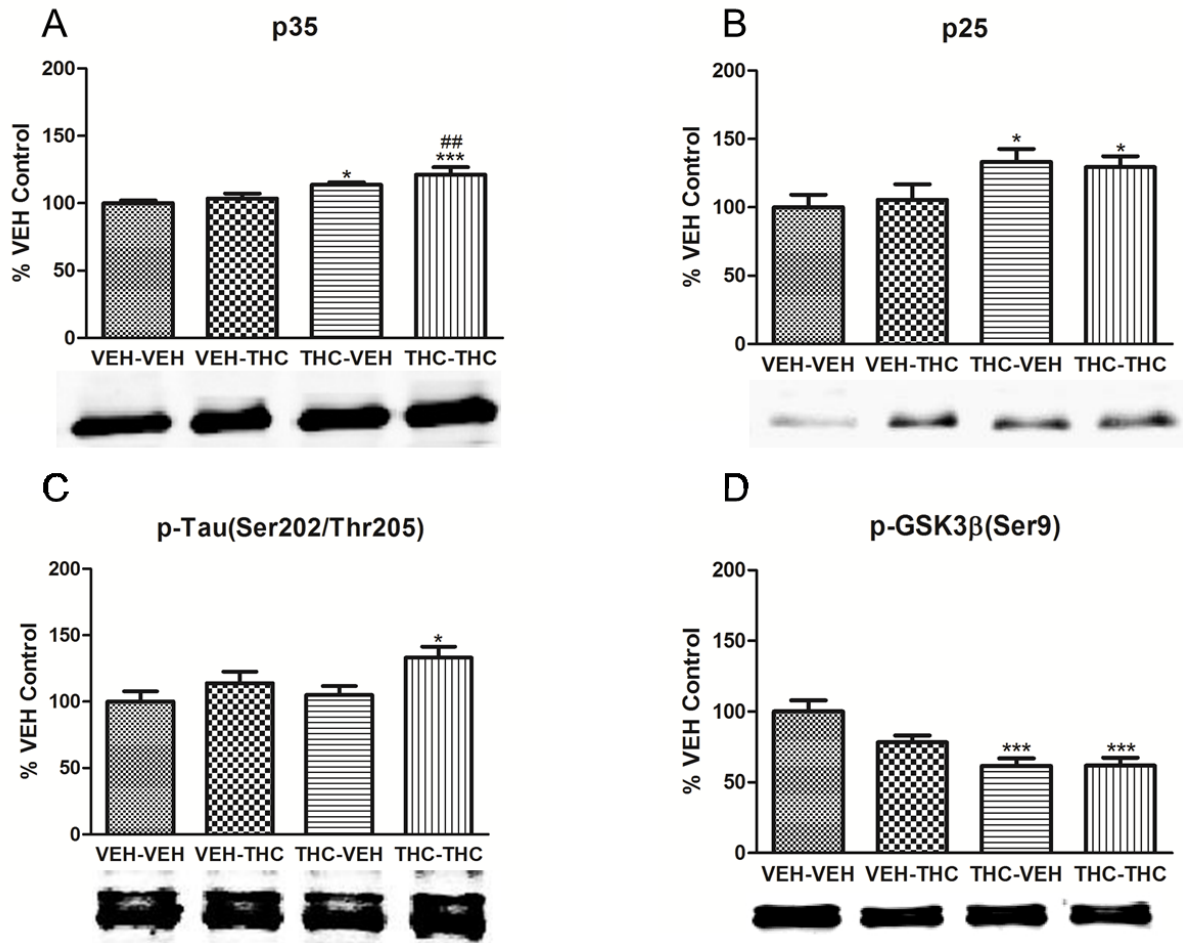 A
p35
% VEH Control
200
150
100
50
0
*
##
***
VEH-VEH VEH-THC THC-VEH THC-THC
B
p25
% VEH Control
200
150
100
50
0
*
*
VEH-VEH VEH-THC THC-VEH THC-THC
C
p-Tau(Ser202/Thr205)
% VEH Control
200
150
100
50
0
*
VEH-VEH VEH-THC THC-VEH THC-THC
D
p-GSK3β(Ser9)
% VEH Control
200
150
100
50
0
***
***
VEH-VEH VEH-THC THC-VEH THC-THC